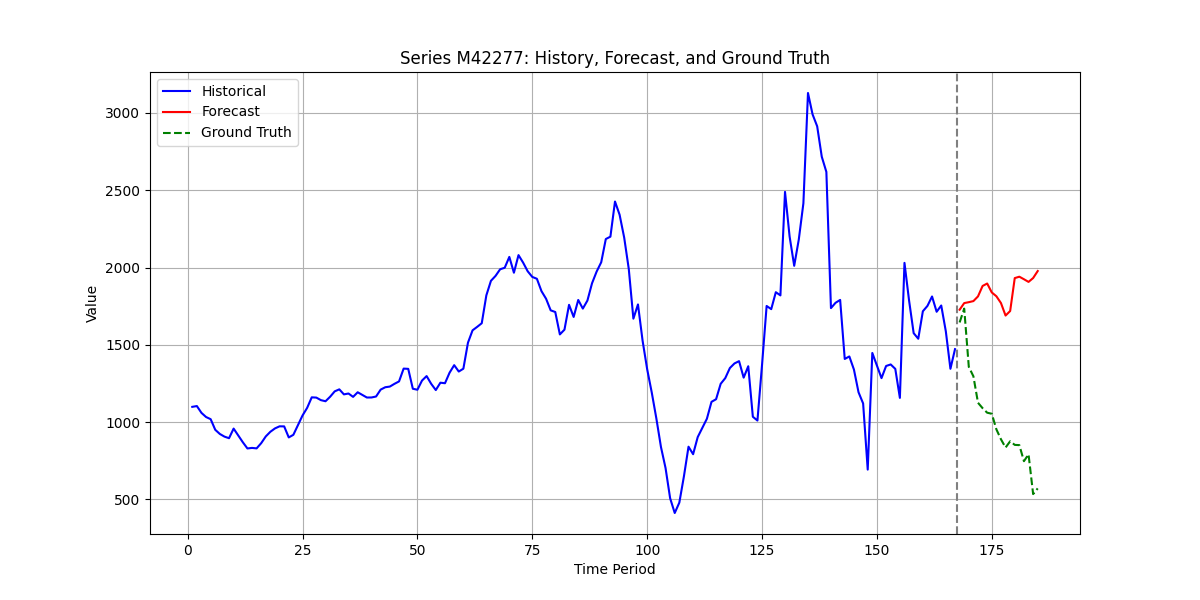 Series M42277: History, Forecast, and Ground Truth
Historical
Forecast
Ground Truth
3000
2500
2000
1500
1000
500
Value
0 25 50 75 100 125 150 175
Time Period